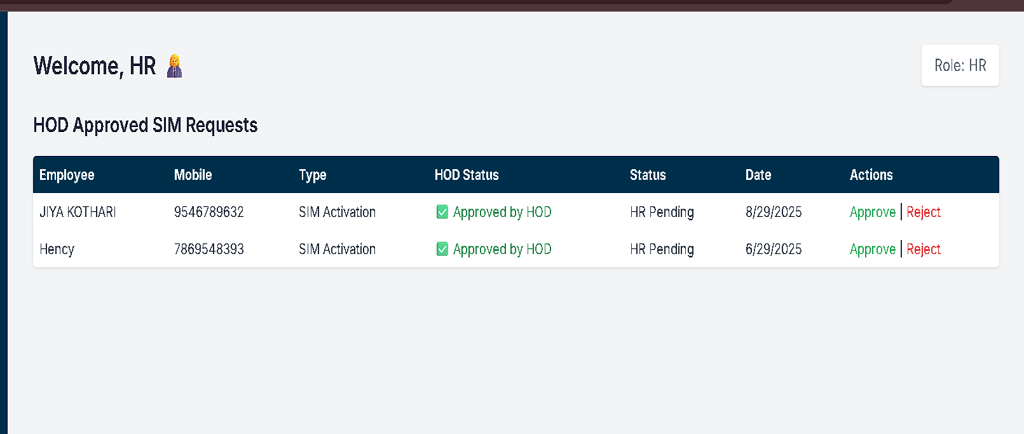 Welcome, HR 👩‍💼
Role: HR
HOD Approved SIM Requests
Employee Mobile Type HOD Status Status Date Actions
JIYA KOTHARI 9546789632 SIM Activation ✅ Approved by HOD HR Pending 8/29/2025 Approve | Reject
Hency 7869548393 SIM Activation ✅ Approved by HOD HR Pending 6/29/2025 Approve | Reject